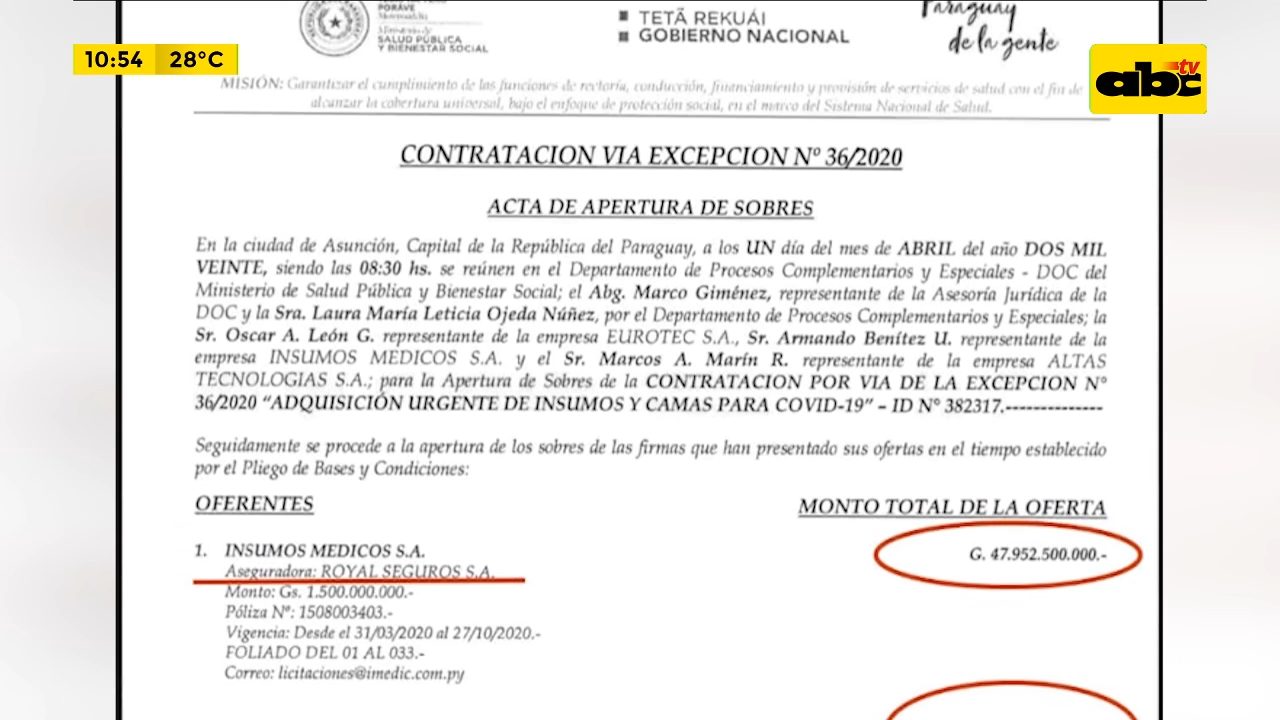 PORAVE
Ministerio de
SALUD PÚBLICA
Y BIENESTAR SOCIAL
TETÃ REKUÁI
GOBIERNO NACIONAL
Paraguay
de la gente
10:54 28°C
abc tv
MISIÓN: Garantizar el cumplimiento de las funciones de rectoría, conducción, financiamiento y provisión de servicios de salud con el fin de
alcanzar la cobertura universal, bajo el enfoque de protección social, en el marco del Sistema Nacional de Salud.
CONTRATACION VIA EXCEPCION Nº 36/2020
ACTA DE APERTURA DE SOBRES
En la ciudad de Asunción, Capital de la República del Paraguay, a los UN día del mes de ABRIL del año DOS MIL
VEINTE, siendo las 08:30 hs. se reúnen en el Departamento de Procesos Complementarios y Especiales - DOC del
Ministerio de Salud Pública y Bienestar Social; el Abg. Marco Giménez, representante de la Asesoría Jurídica de la
DOC y la Sra. Laura María Leticia Ojeda Núñez, por el Departamento de Procesos Complementarios y Especiales; la
Sr. Oscar A. León G. representante de la empresa EUROTEC S.A., Sr. Armando Benítez U. representante de la
empresa INSUMOS MEDICOS S.A. y el Sr. Marcos A. Marín R. representante de la empresa ALTAS
TECNOLOGIAS S.A.; para la Apertura de Sobres de la CONTRATACION POR VIA DE LA EXCEPCION Nº
36/2020 “ADQUISICIÓN URGENTE DE INSUMOS Y CAMAS PARA COVID-19” – ID Nº 382317.--------------
Seguidamente se procede a la apertura de los sobres de las firmas que han presentado sus ofertas en el tiempo establecido
por el Pliego de Bases y Condiciones:
OFERENTES MONTO TOTAL DE LA OFERTA
1. INSUMOS MEDICOS S.A. G. 47.952.500.000.-
Aseguradora: ROYAL SEGUROS S.A.
Monto: Gs. 1.500.000.000.-
Póliza Nº: 1508003403.-
Vigencia: Desde el 31/03/2020 al 27/10/2020.-
FOLIADO DEL 01 AL 033.-
Correo: licitaciones@imedic.com.py